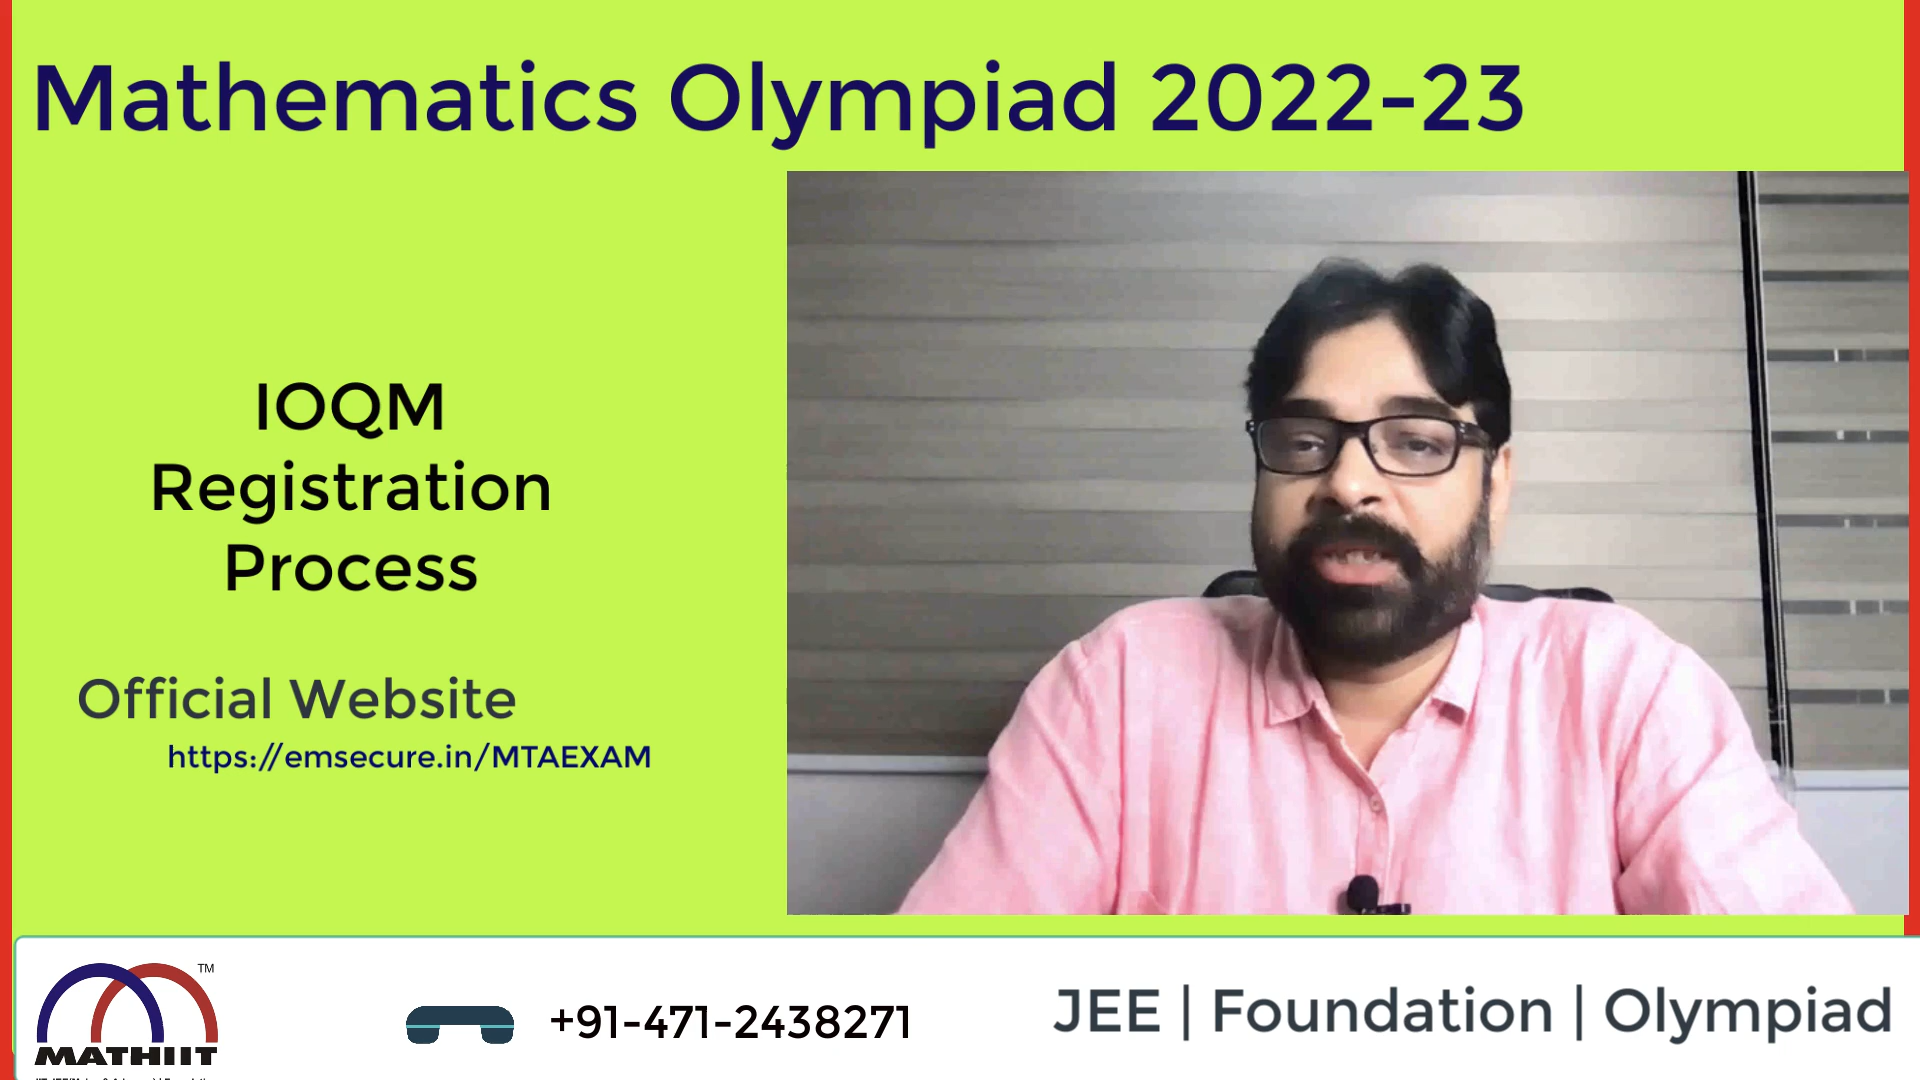 Mathematics Olympiad 2022-23
IOQM
Registration
Process
Official Website
https://emsecure.in/MTAEXAM
TM
MATHIIT
+91-471-2438271
JEE | Foundation | Olympiad